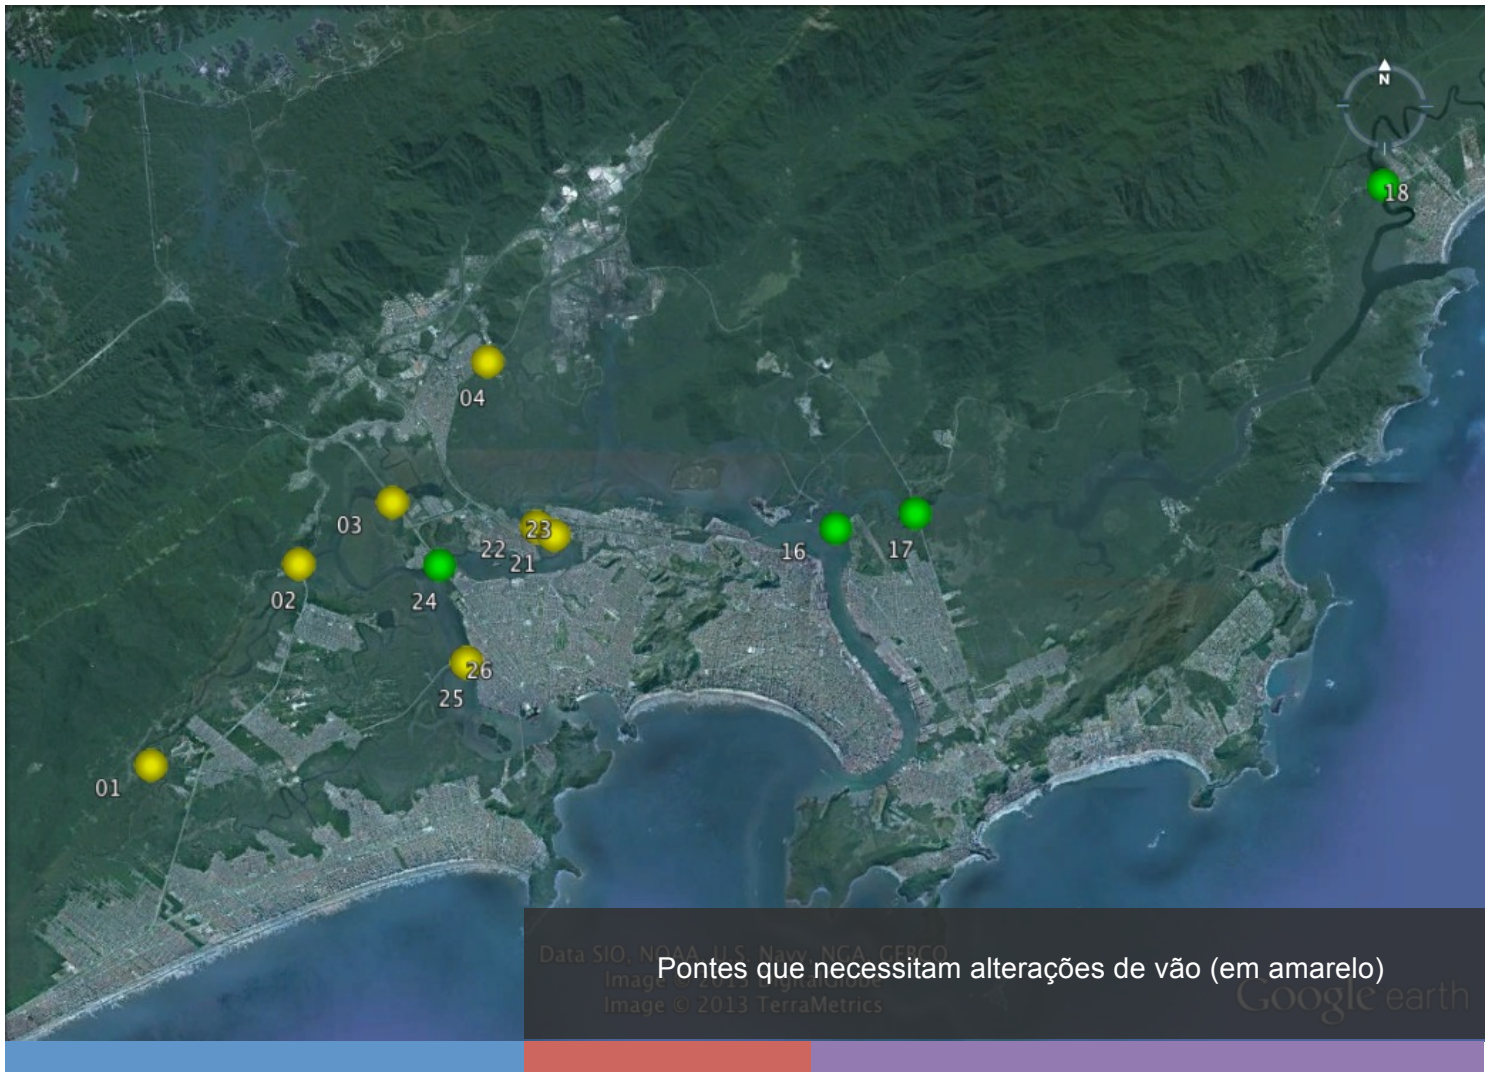 N
18
04
03
23
22
21
16
17
02
24
26
25
01
Data SIO, NOAA, U.S. Navy, NGA, GEBCO
Pontes que necessitam alterações de vão (em amarelo)
Image © 2013 DigitalGlobe
Image © 2013 TerraMetrics
Google earth